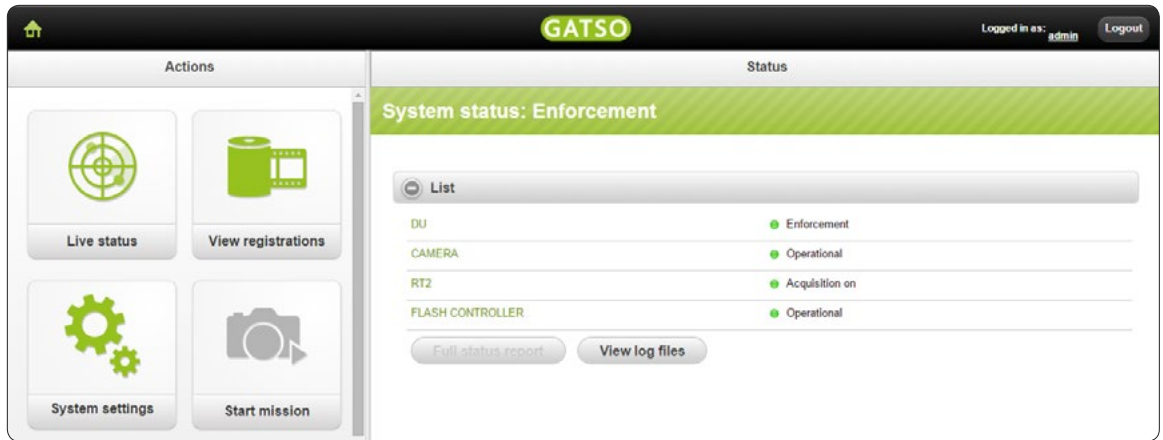 GATSO
Logged in as: admin
Logout
Actions
Status
System status: Enforcement
Live status
View registrations
System settings
Start mission
List
DU Enforcement
CAMERA Operational
RT2 Acquisition on
FLASH CONTROLLER Operational
Full status report View log files